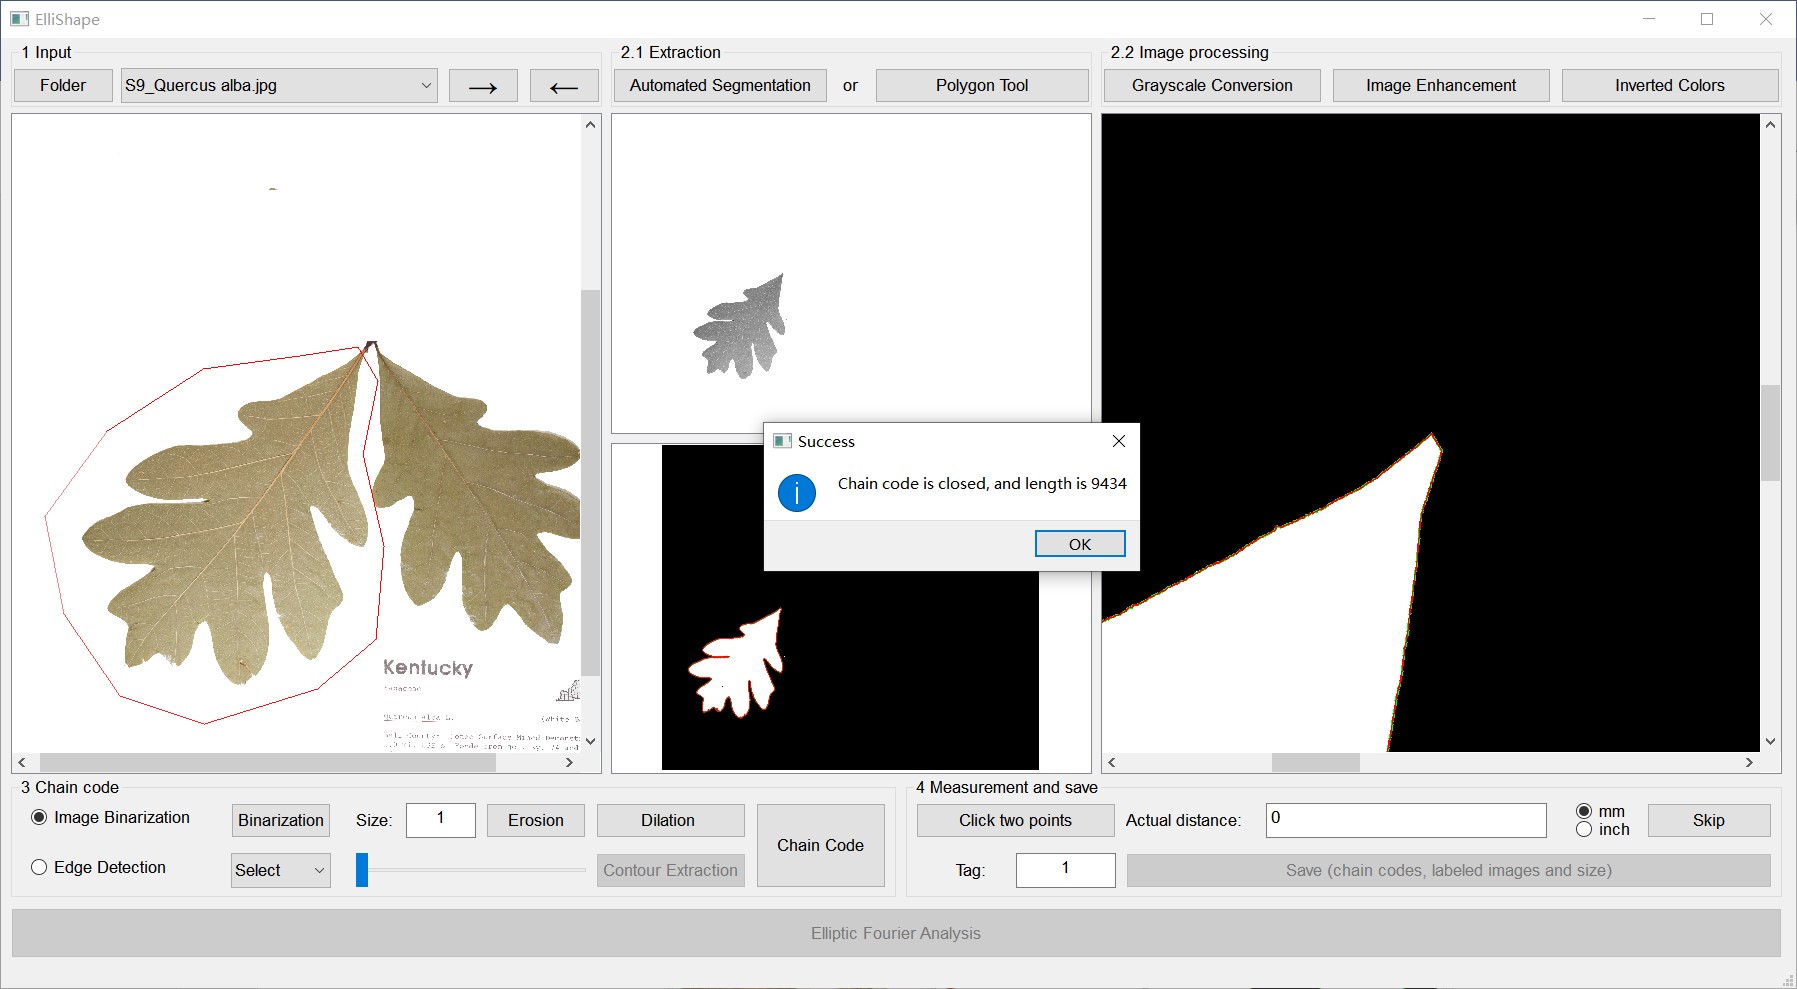 ElliShape
1 Input
2.1 Extraction
2.2 Image processing
Folder
S9_Quercus alba.jpg
→
←
Automated Segmentation
or
Polygon Tool
Grayscale Conversion
Image Enhancement
Inverted Colors
Kentucky
Success
Chain code is closed, and length is 9434
OK
3 Chain code
Image Binarization
Binarization
Size:
1
Erosion
Dilation
Chain Code
Edge Detection
Select
Contour Extraction
4 Measurement and save
Click two points
Actual distance:
0
mm
inch
Skip
Tag:
1
Save (chain codes, labeled images and size)
Elliptic Fourier Analysis